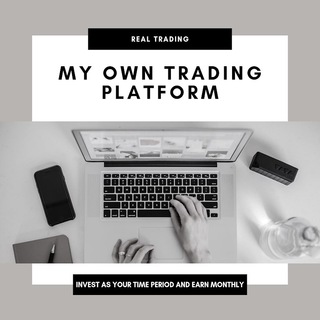 REAL TRADING
MY OWN TRADING
PLATFORM
INVEST AS YOUR TIME PERIOD AND EARN MONTHLY